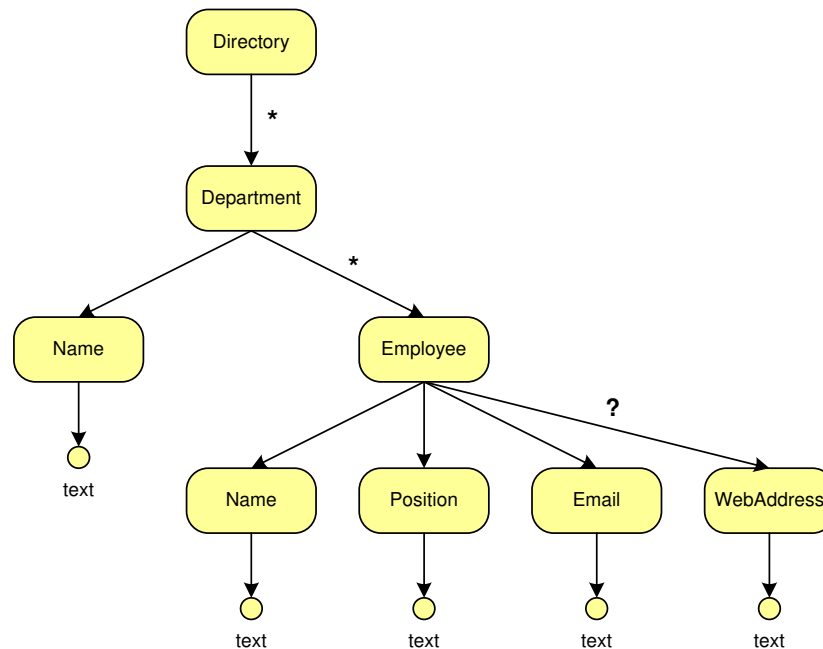 Directory
*
Department
*
Name
Employee
?
text
Name
Position
Email
WebAddress
text
text
text
text